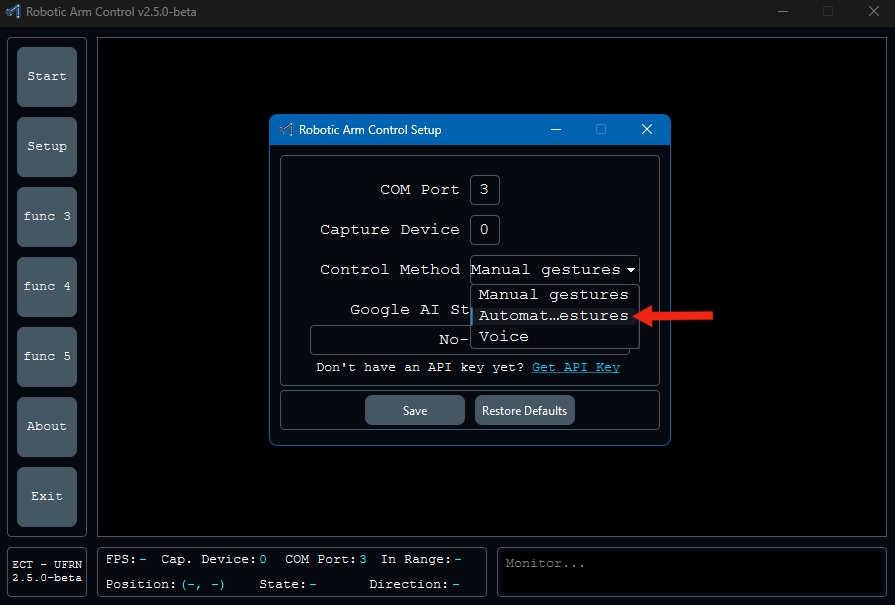 Robotic Arm Control v2.5.0-beta
Start
Setup
func 3
func 4
func 5
About
Exit
Robotic Arm Control Setup
COM Port 3
Capture Device 0
Control Method Manual gestures
Manual gestures
Automat...estures
Voice
Google AI St
No-
Don't have an API key yet? Get API Key
Save Restore Defaults
ECT - UFRN
2.5.0-beta
FPS:- Cap. Device:0 COM Port:3 In Range:-
Position:(-, -) State:- Direction:-
Monitor...